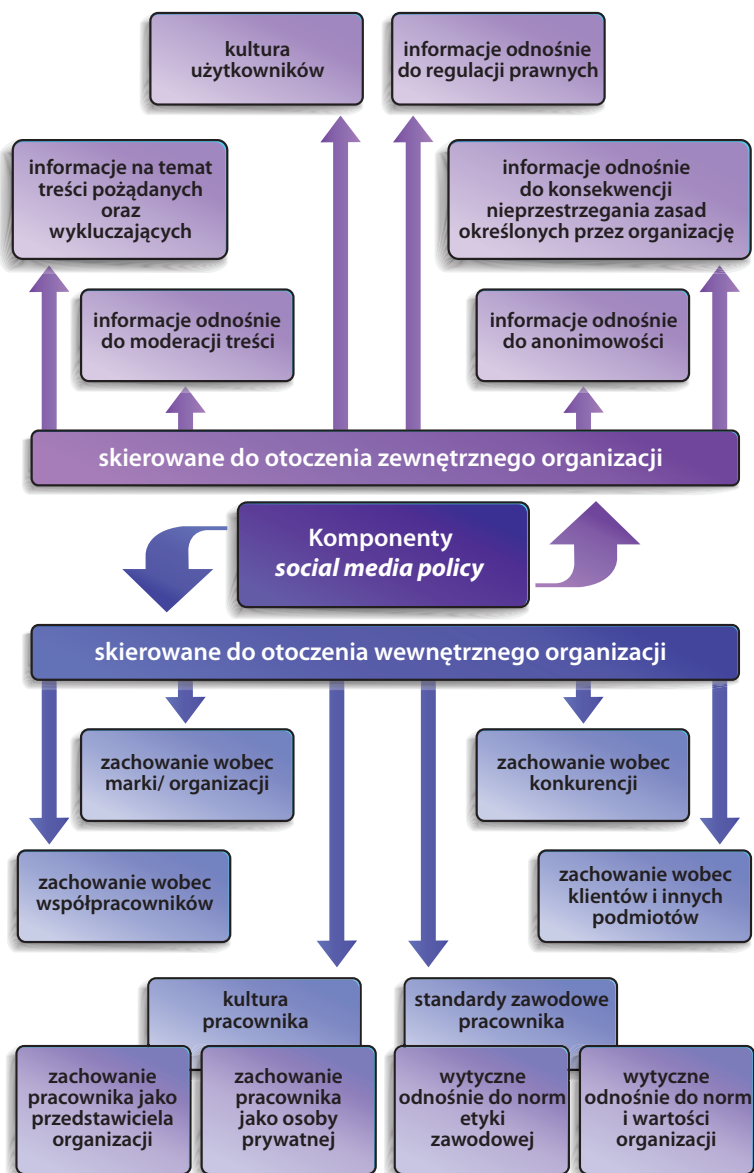 kultura
użytkowników
informacje odnośnie
do regulacji prawnych
informacje na temat
treści pożądanych
oraz
wykluczających
informacje odnośnie
do konsekwencji
nieprzestrzegania zasad
określonych przez organizację
informacje odnośnie
do moderacji treści
informacje odnośnie
do anonimowości
skierowane do otoczenia zewnętrznego organizacji
Komponenty
social media policy
skierowane do otoczenia wewnętrznego organizacji
zachowanie wobec
marki/ organizacji
zachowanie wobec
konkurencji
zachowanie wobec
współpracowników
zachowanie wobec
klientów i innych
podmiotów
kultura
pracownika
standardy zawodowe
pracownika
zachowanie
pracownika jako
przedstawiciela
organizacji
zachowanie
pracownika
jako osoby
prywatnej
wytyczne
odnośnie do norm
etyki
zawodowej
wytyczne
odnośnie do norm
i wartości
organizacji